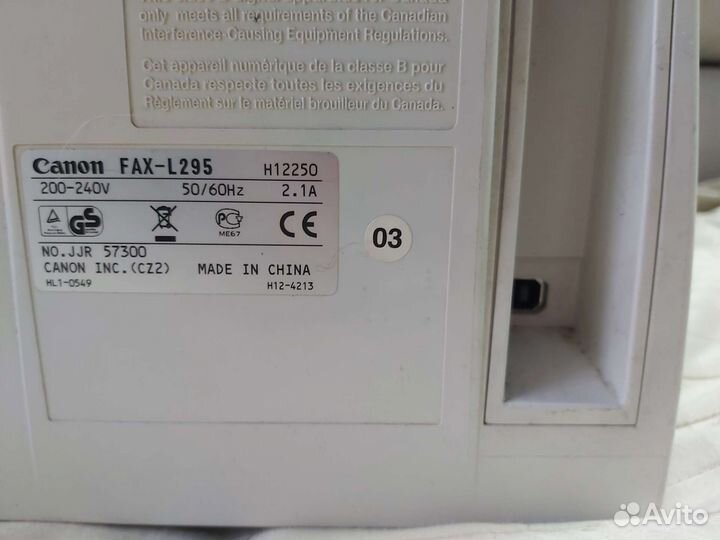 only meets all requirements of the Canadian
Interference-Causing Equipment Regulations.
Cet appareil numérique de la classe B pour
Canada respecte toutes les exigences du
Règlement sur le matériel brouilleur du Canada.
Canon FAX-L295 H12250
200-240V 50/60Hz 2.1A
GS PG CE
ME67
NO.JJR 57300
CANON INC.(CZ2) MADE IN CHINA
HL1-0549 H12-4213
03
Avito